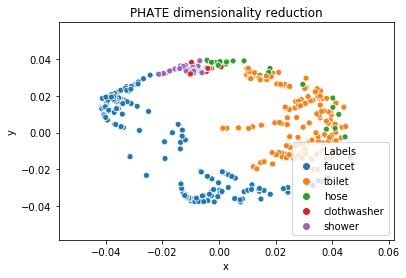 PHATE dimensionality reduction
0.04
0.02
0.00
−0.02
−0.04
y
−0.04
−0.02
0.00
0.02
0.04
0.06
x
Labels
faucet
toilet
hose
clothwasher
shower